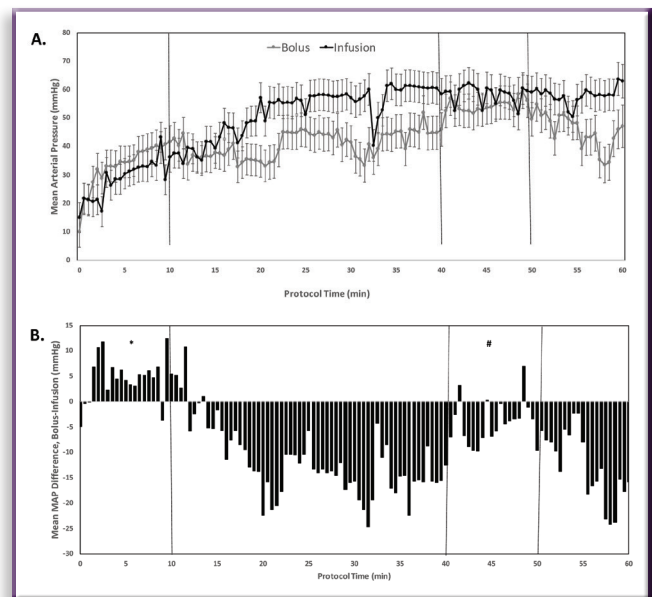 A.
Bolus Infusion
Mean Arterial Pressure (mmHg)
80
70
60
50
40
30
20
10
0
0 5 10 15 20 25 30 35 40 45 50 55 60
Protocol Time (min)
B.
Mean MAP Difference, Bolus-Infusion (mmHg)
15
10
5
0
-5
-10
-15
-20
-25
-30
* #
0 5 10 15 20 25 30 35 40 45 50 55 60
Protocol Time (min)